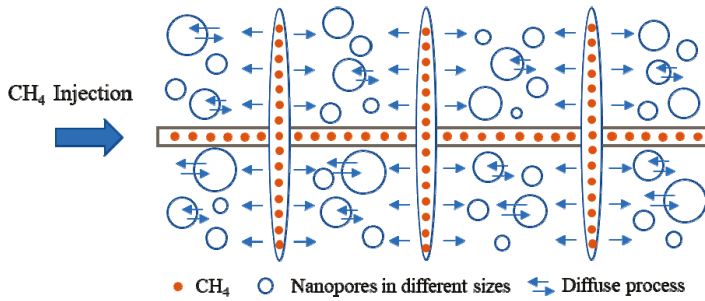 CH₄ Injection
CH₄ Nanopores in different sizes Diffuse process